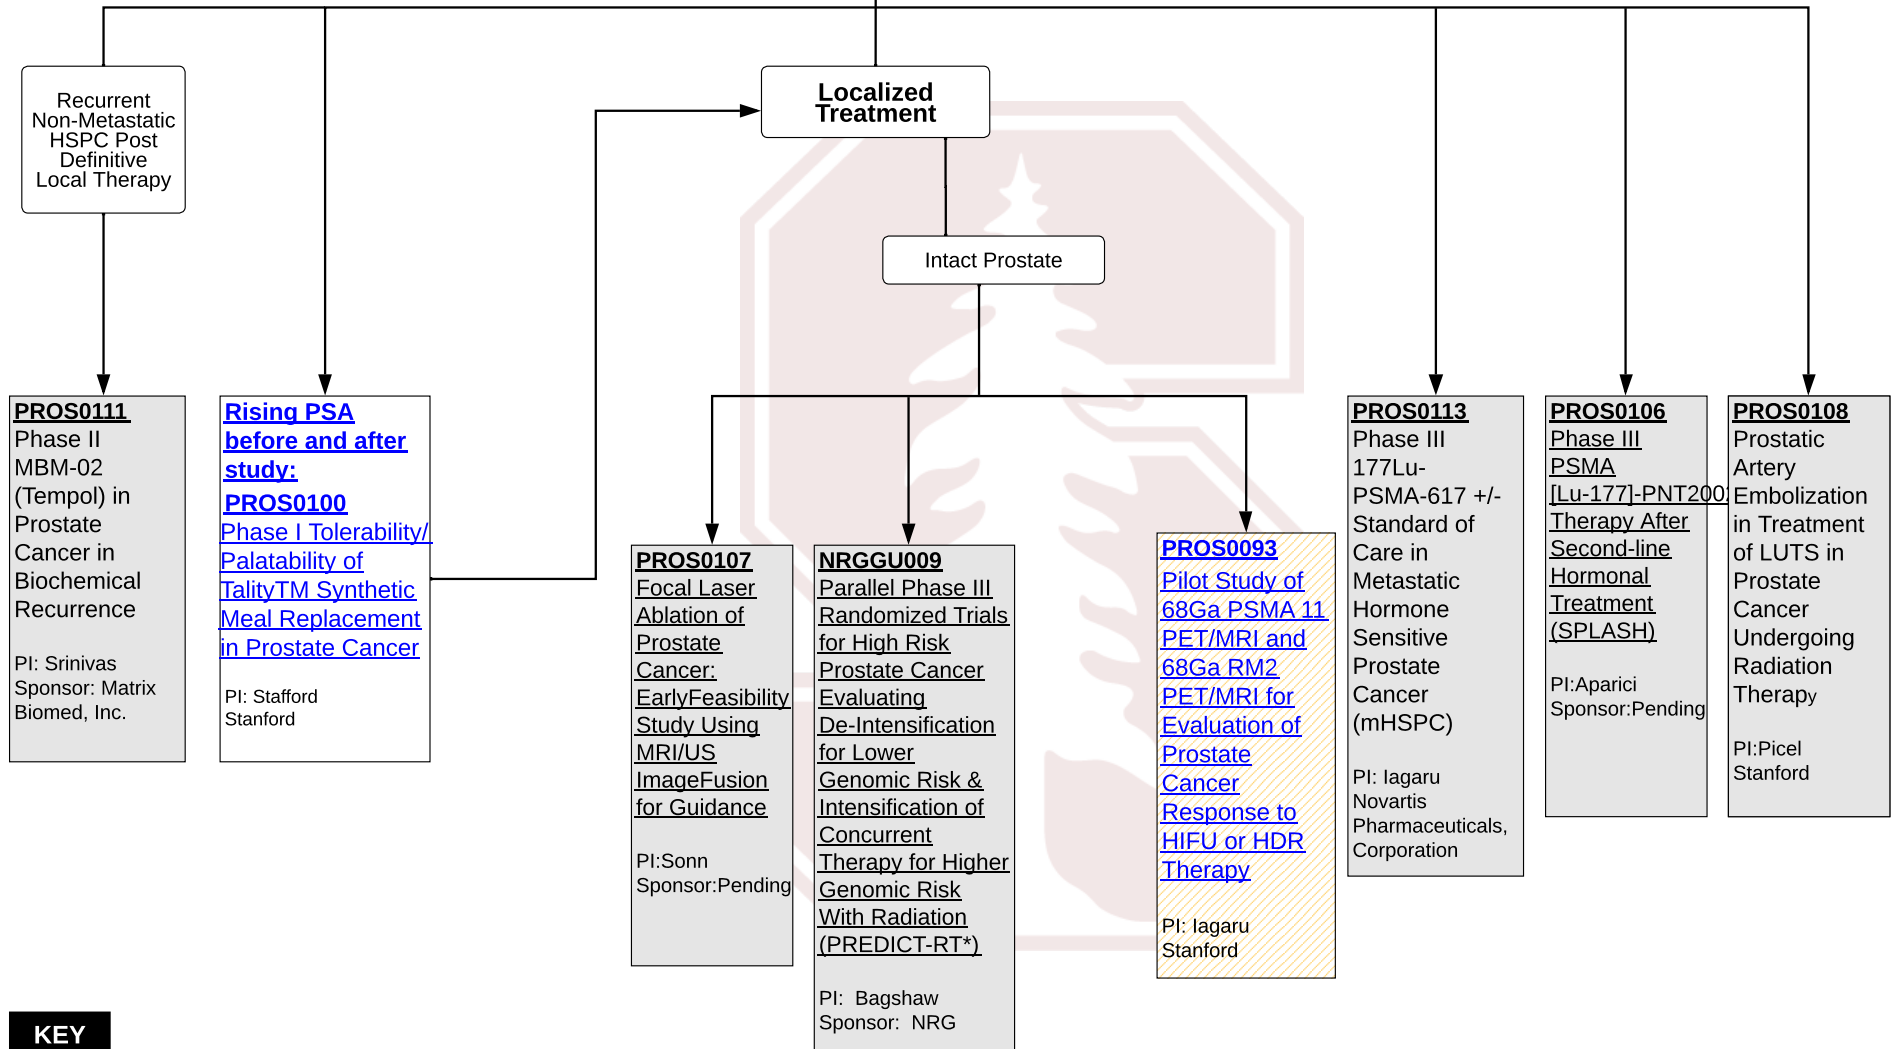 Recurrent
Non-Metastatic
HSPC Post
Definitive
Local Therapy
Localized
Treatment
Intact Prostate
PROS0111
Phase II
MBM-02
(Tempol) in
Prostate
Cancer in
Biochemical
Recurrence
PI: Srinivas
Sponsor: Matrix
Biomed, Inc.
Rising PSA
before and after
study:
PROS0100
Phase I Tolerability/
Palatability of
TalityTM Synthetic
Meal Replacement
in Prostate Cancer
PI: Stafford
Stanford
PROS0107
Focal Laser
Ablation of
Prostate
Cancer:
EarlyFeasibility
Study Using
MRI/US
ImageFusion
for Guidance
PI:Sonn
Sponsor:Pending
NRGGU009
Parallel Phase III
Randomized Trials
for High Risk
Prostate Cancer
Evaluating
De-Intensification
for Lower
Genomic Risk &
Intensification of
Concurrent
Therapy for Higher
Genomic Risk
With Radiation
(PREDICT-RT*)
PI:  Bagshaw
Sponsor:  NRG
PROS0093
Pilot Study of
68Ga PSMA 11
PET/MRI and
68Ga RM2
PET/MRI for
Evaluation of
Prostate
Cancer
Response to
HIFU or HDR
Therapy
PI: Iagaru
Stanford
PROS0113
Phase III
177Lu-
PSMA-617 +/-
Standard of
Care in
Metastatic
Hormone
Sensitive
Prostate
Cancer
(mHSPC)
PI: Iagaru
Novartis
Pharmaceuticals,
Corporation
PROS0106
Phase III
PSMA
[Lu-177]-PNT2002
Therapy After
Second-line
Hormonal
Treatment
(SPLASH)
PI:Aparici
Sponsor:Pending
PROS0108
Prostatic
Artery
Embolization
in Treatment
of LUTS in
Prostate
Cancer
Undergoing
Radiation
Therapy
PI:Picel
Stanford
KEY